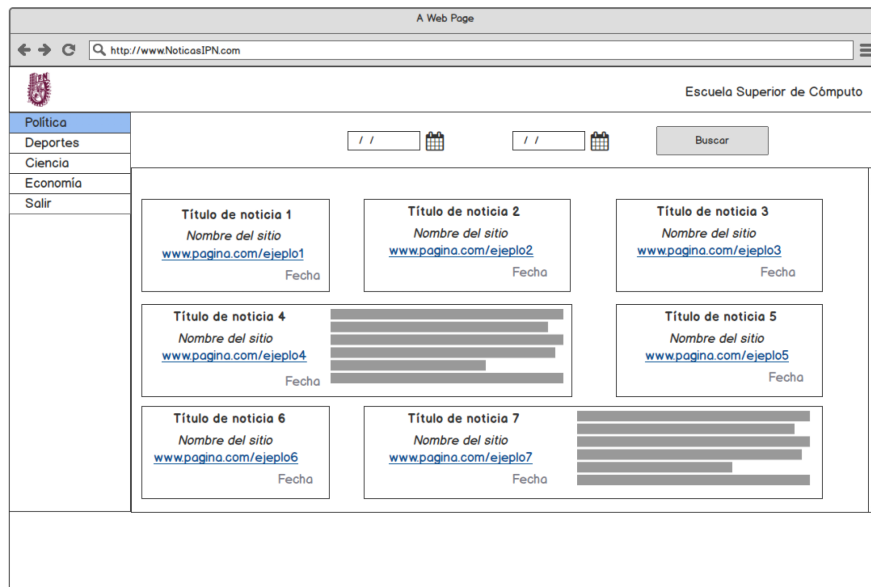 A Web Page
http://www.NoticasIPN.com
Escuela Superior de Cómputo
Política
Deportes
Ciencia
Economía
Salir
/ /
/ /
Buscar
Título de noticia 1
Nombre del sitio
www.pagina.com/ejeplo1
Fecha
Título de noticia 2
Nombre del sitio
www.pagina.com/ejeplo2
Fecha
Título de noticia 3
Nombre del sitio
www.pagina.com/ejeplo3
Fecha
Título de noticia 4
Nombre del sitio
www.pagina.com/ejeplo4
Fecha
Título de noticia 5
Nombre del sitio
www.pagina.com/ejeplo5
Fecha
Título de noticia 6
Nombre del sitio
www.pagina.com/ejeplo6
Fecha
Título de noticia 7
Nombre del sitio
www.pagina.com/ejeplo7
Fecha